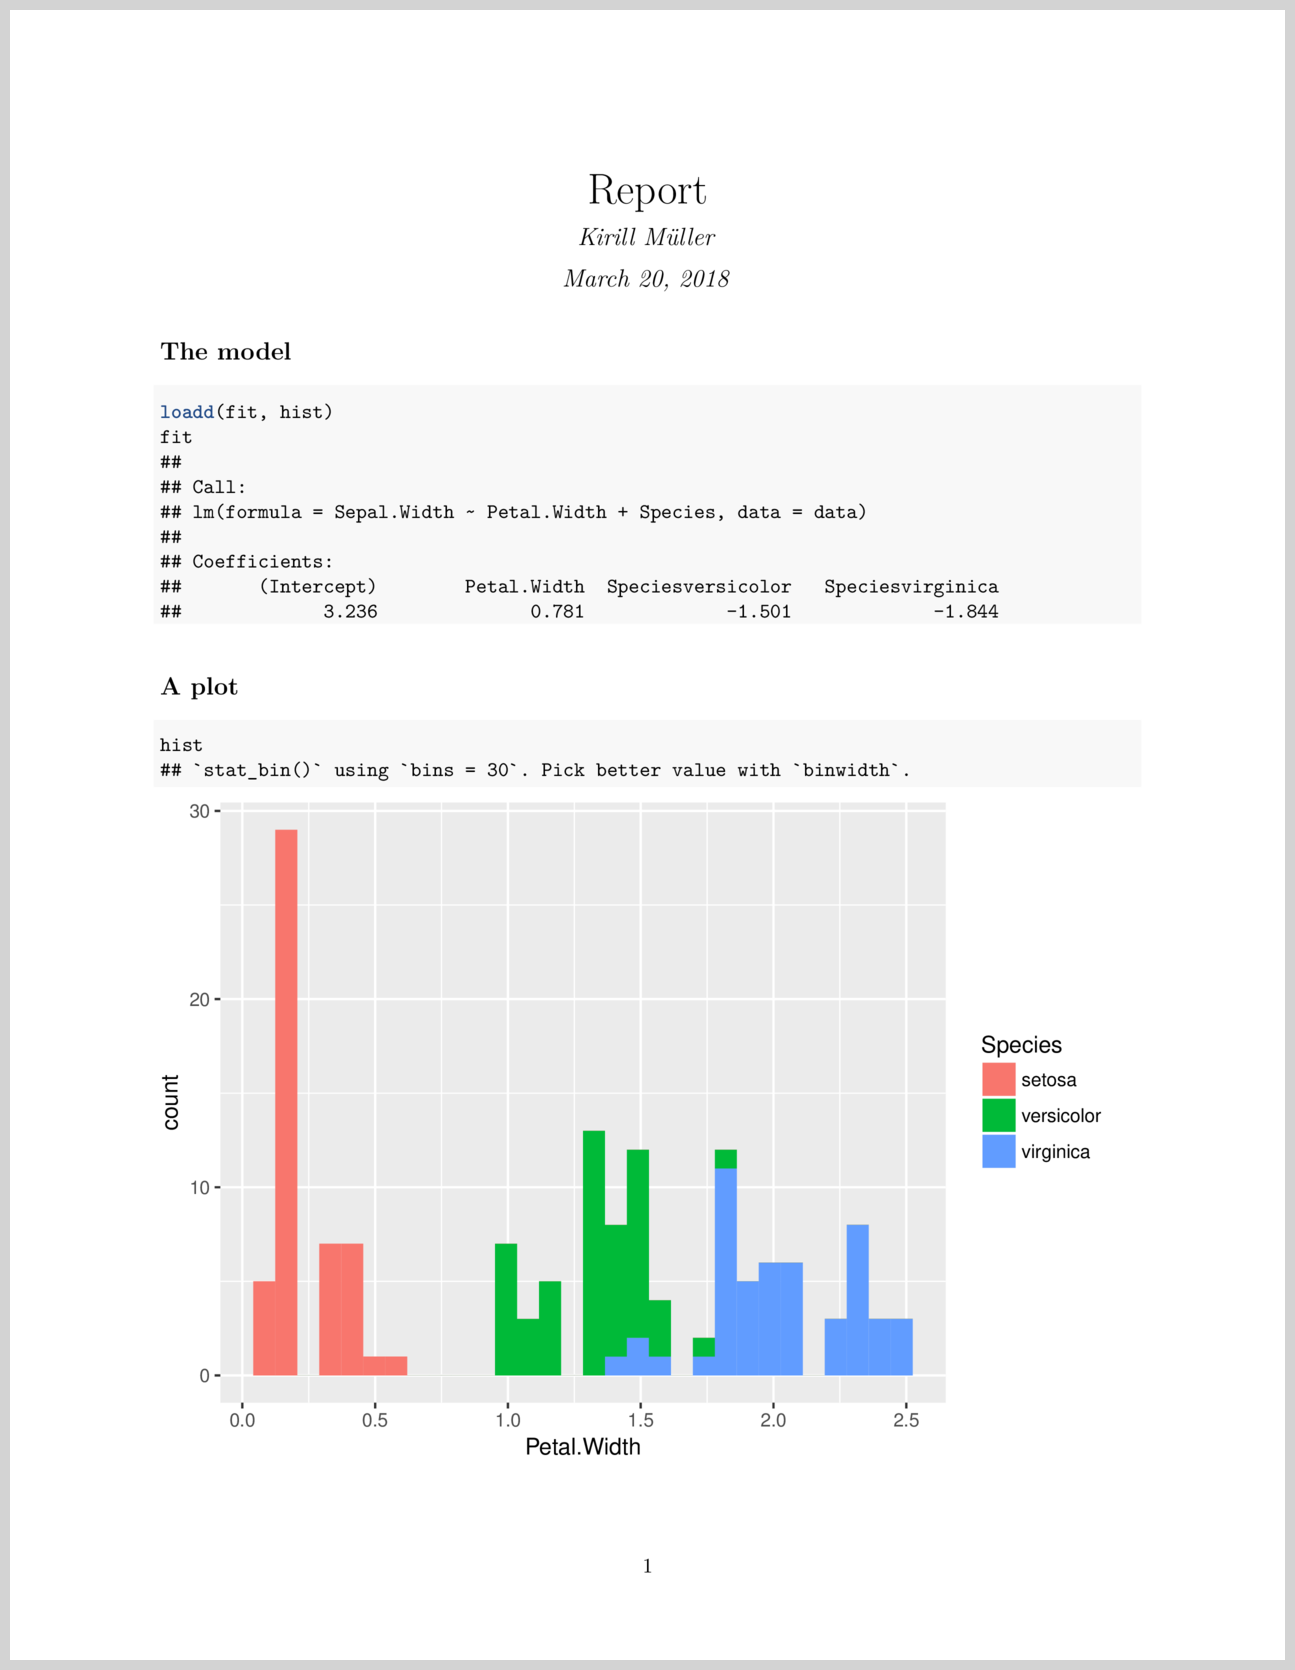 Report
Kirill Müller
March 20, 2018
The model
loadd(fit, hist)
fit
##
## Call:
## lm(formula = Sepal.Width ~ Petal.Width + Species, data = data)
##
## Coefficients:
##       (Intercept)        Petal.Width  Speciesversicolor   Speciesvirginica
##             3.236              0.781             -1.501             -1.844
A plot
hist
## `stat_bin()` using `bins = 30`. Pick better value with `binwidth`.
30
20
10
0
count
0.0 0.5 1.0 1.5 2.0 2.5
Petal.Width
Species
setosa
versicolor
virginica
1